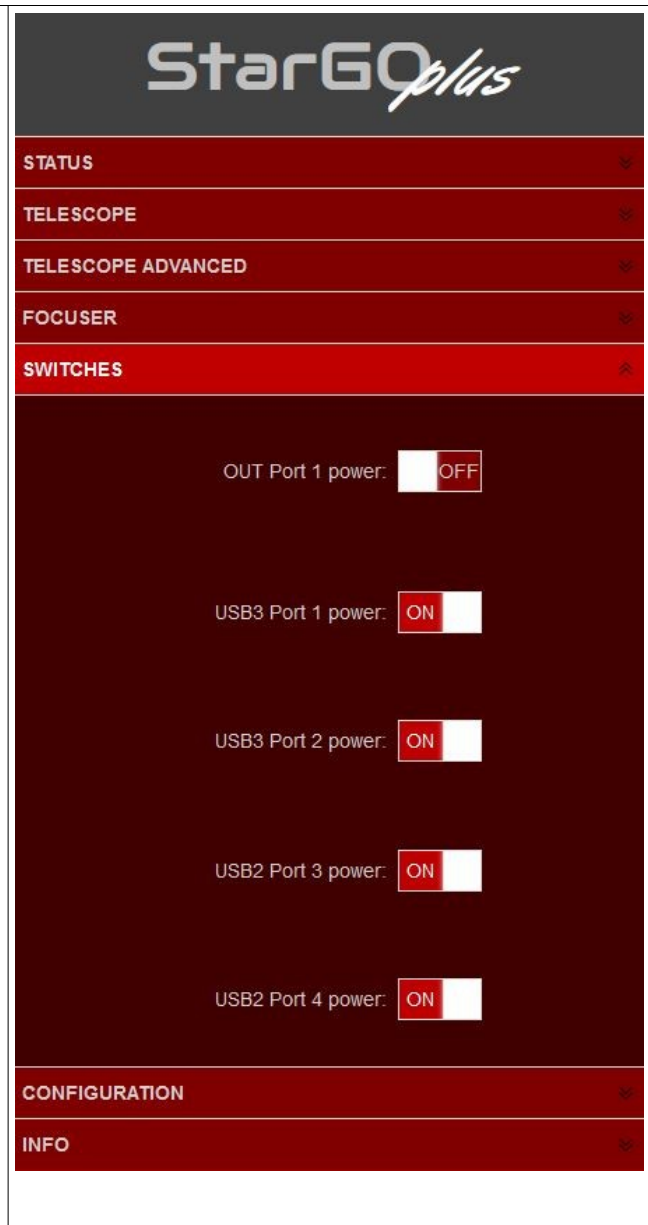 StarGO plus
STATUS
TELESCOPE
TELESCOPE ADVANCED
FOCUSER
SWITCHES
OUT Port 1 power: OFF
USB3 Port 1 power: ON
USB3 Port 2 power: ON
USB2 Port 3 power: ON
USB2 Port 4 power: ON
CONFIGURATION
INFO